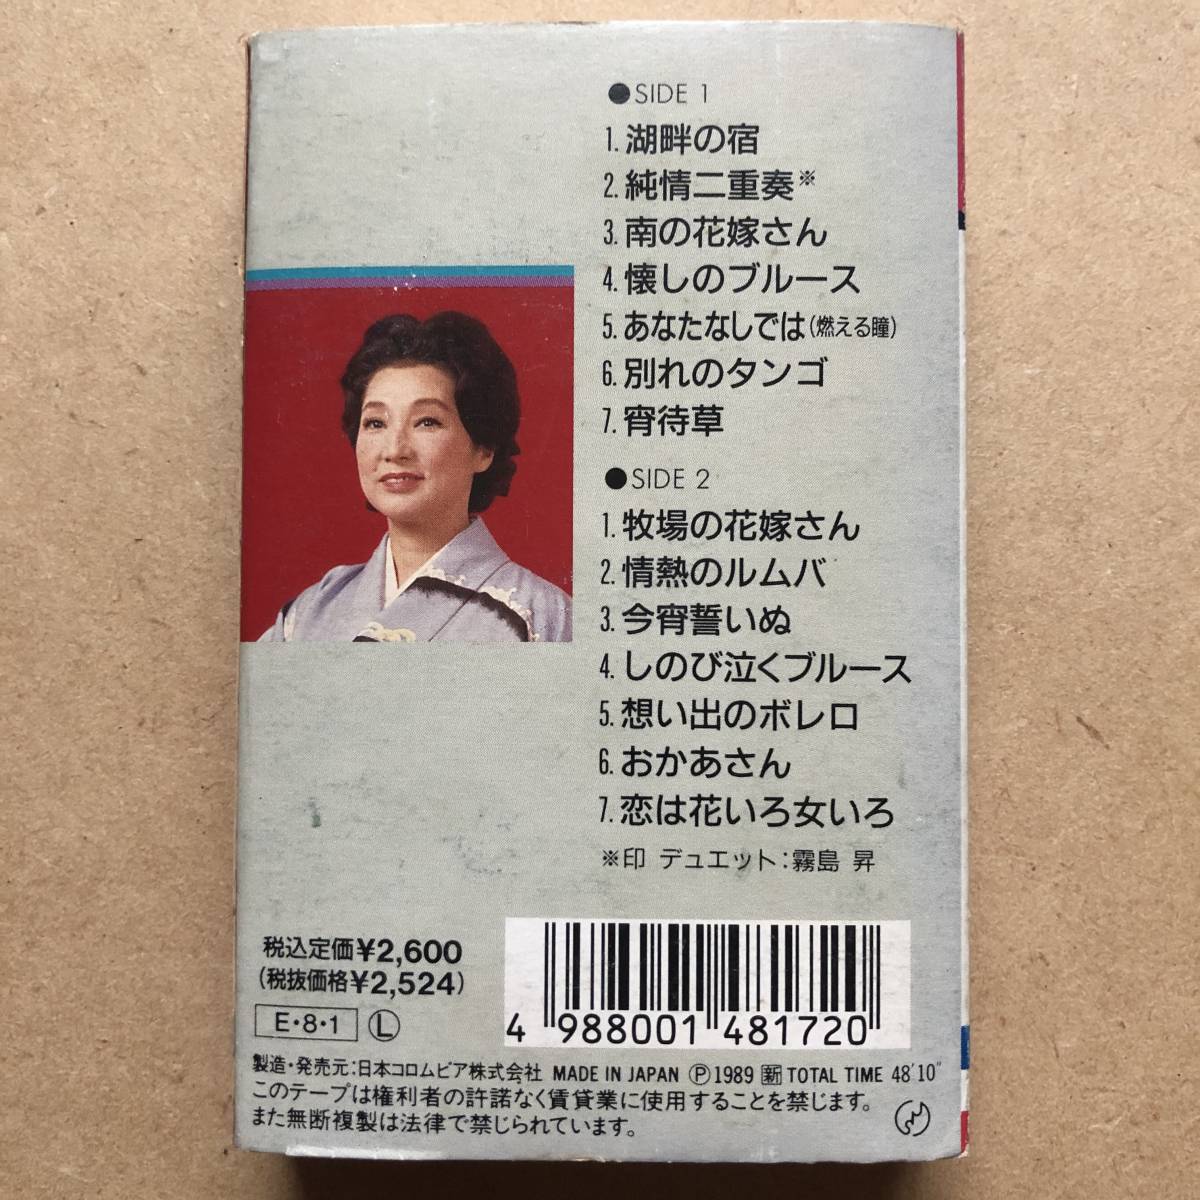 ●SIDE 1
1. 湖畔の宿
2. 純情二重奏※
3. 南の花嫁さん
4. 懐しのブルース
5. あなたなしでは(燃える瞳)
6. 別れのタンゴ
7. 宵待草
●SIDE 2
1. 牧場の花嫁さん
2. 情熱のルムバ
3. 今宵誓いぬ
4. しのび泣くブルース
5. 想い出のボレロ
6. おかあさん
7. 恋は花いろ女いろ
※印 デュエット:霧島 昇
税込定価¥2,600
(税抜価格¥2,524)
E・8・1 Ⓛ
4 988001 481720
製造・発売元:日本コロムビア株式会社 MADE IN JAPAN Ⓟ1989 新 TOTAL TIME 48'10"
このテープは権利者の許諾なく賃貸業に使用することを禁じます。
また無断複製は法律で禁じられています。